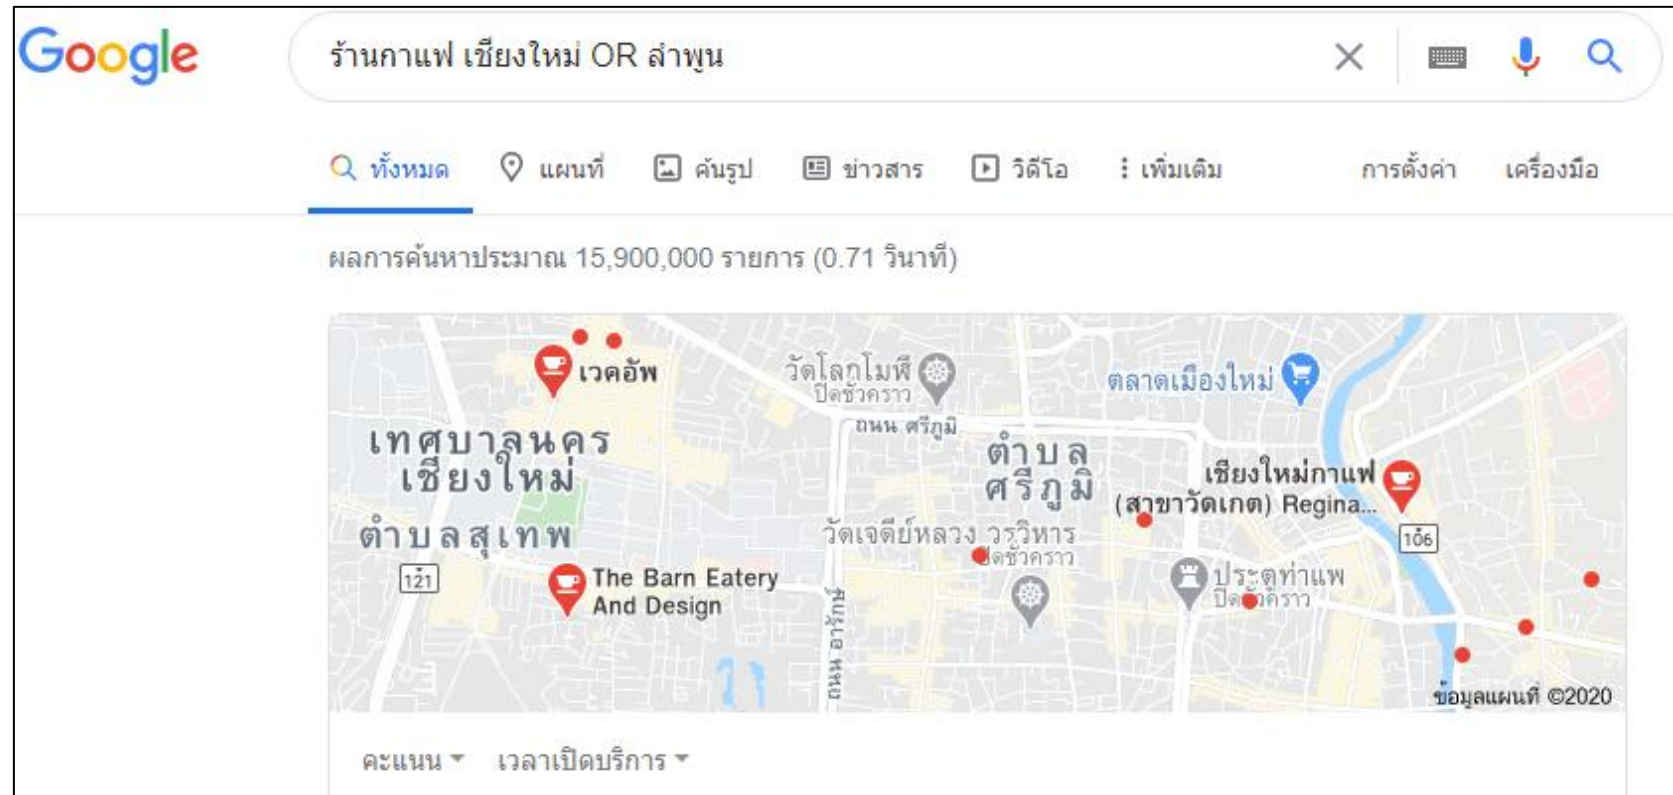 Google
ร้านกาแฟ เชียงใหม่ OR ลำพูน
ทั้งหมด แผนที่ ค้นรูป ข่าวสาร วิดีโอ เพิ่มเติม การตั้งค่า เครื่องมือ
ผลการค้นหาประมาณ 15,900,000 รายการ (0.71 วินาที)
เวคอัพ
วัดโลกโมฬี
ปิดชั่วคราว
ตลาดเมืองใหม่
ถนน ศรีภูมิ
เทศบาลนคร
เชียงใหม่
ตำบล
ศรีภูมิ
เชียงใหม่กาแฟ
(สาขาวัดเกต) Regina...
ตำบลสุเทพ
วัดเจดีย์หลวง วรวิหาร
ปิดชั่วคราว
106
121
The Barn Eatery
And Design
ประตูท่าแพ
ปิดชั่วคราว
ถนน อารักษ์
ข้อมูลแผนที่ ©2020
คะแนน เวลาเปิดบริการ